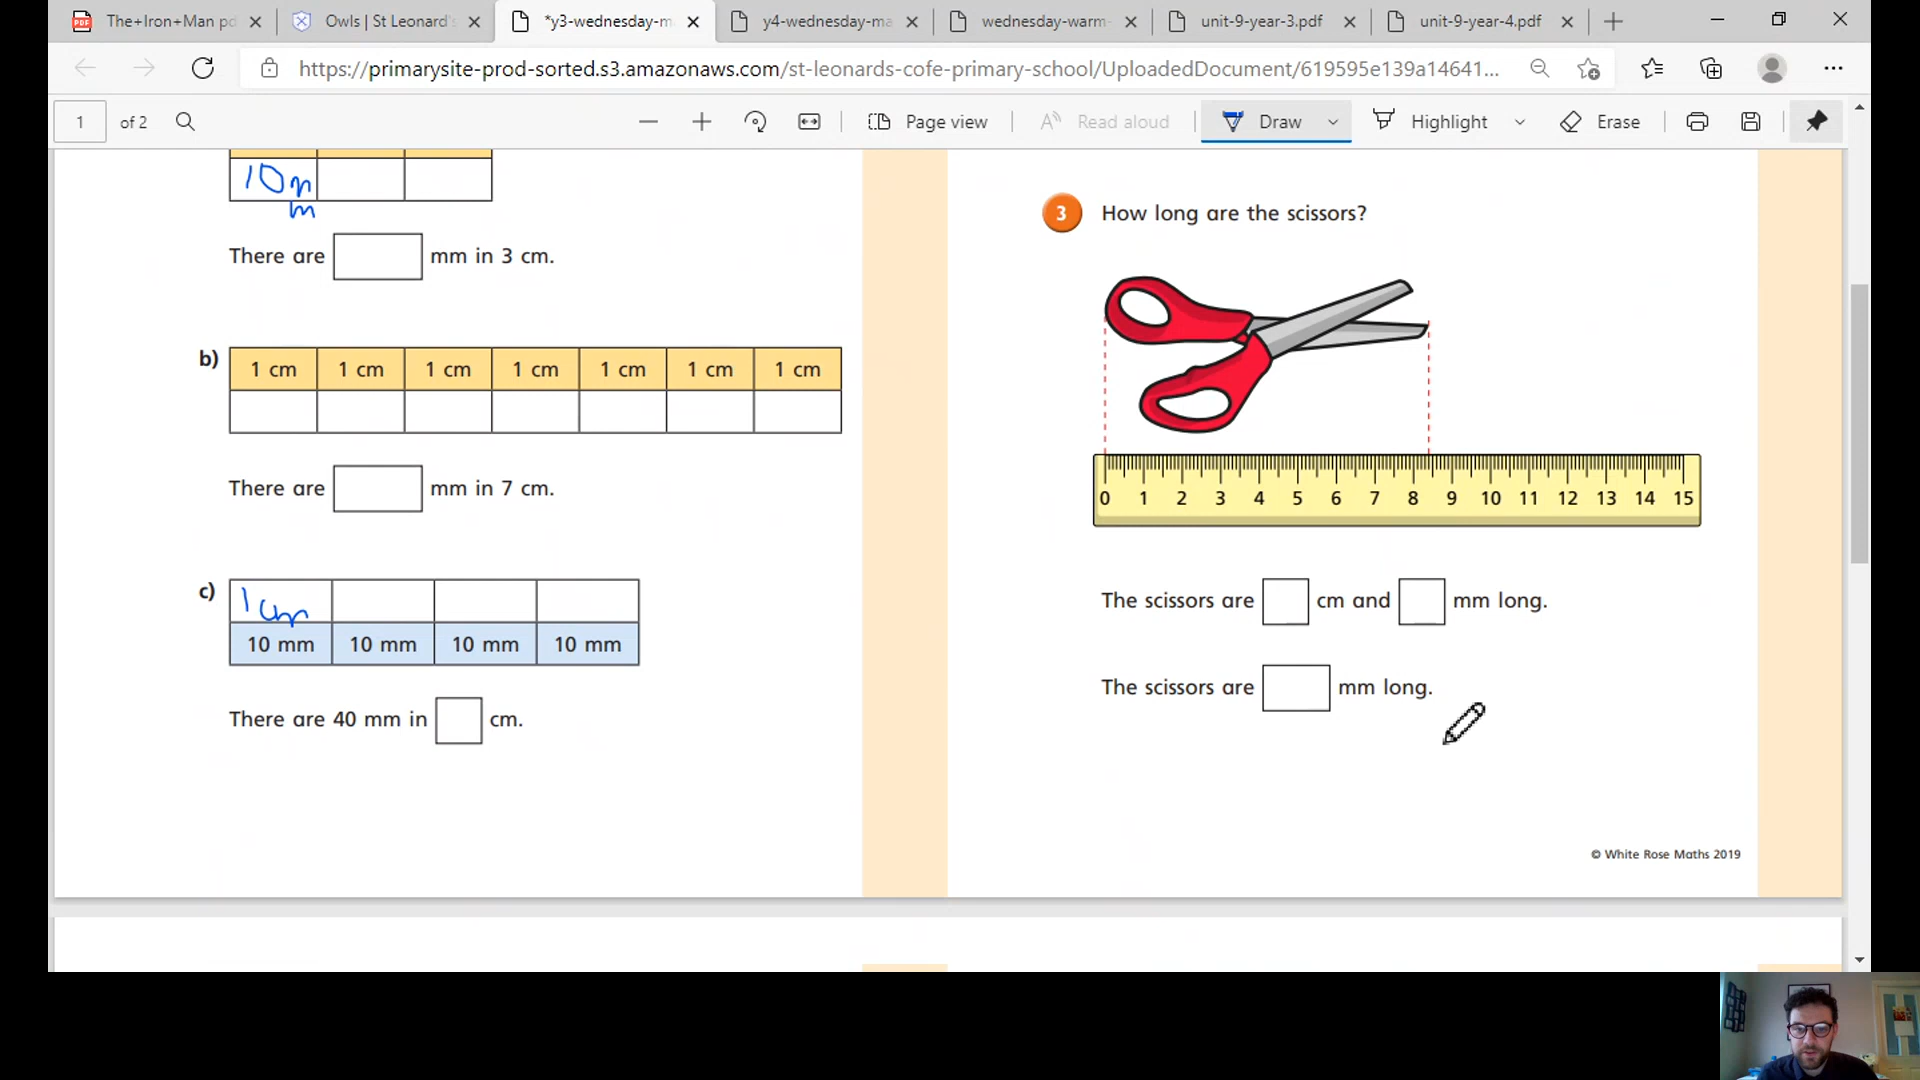 The+Iron+Man pd
Owls | St Leonard's
*y3-wednesday-m
y4-wednesday-ma
wednesday-warm-
unit-9-year-3.pdf
unit-9-year-4.pdf
https://primarysite-prod-sorted.s3.amazonaws.com/st-leonards-cofe-primary-school/UploadedDocument/619595e139a14641...
1 of 2
Page view
Read aloud
Draw
Highlight
Erase
10m
m
There are mm in 3 cm.
b) 1 cm 1 cm 1 cm 1 cm 1 cm 1 cm 1 cm
There are mm in 7 cm.
c) 1 cm
10 mm 10 mm 10 mm 10 mm
There are 40 mm in cm.
3 How long are the scissors?
0 1 2 3 4 5 6 7 8 9 10 11 12 13 14 15
The scissors are cm and mm long.
The scissors are mm long.
© White Rose Maths 2019